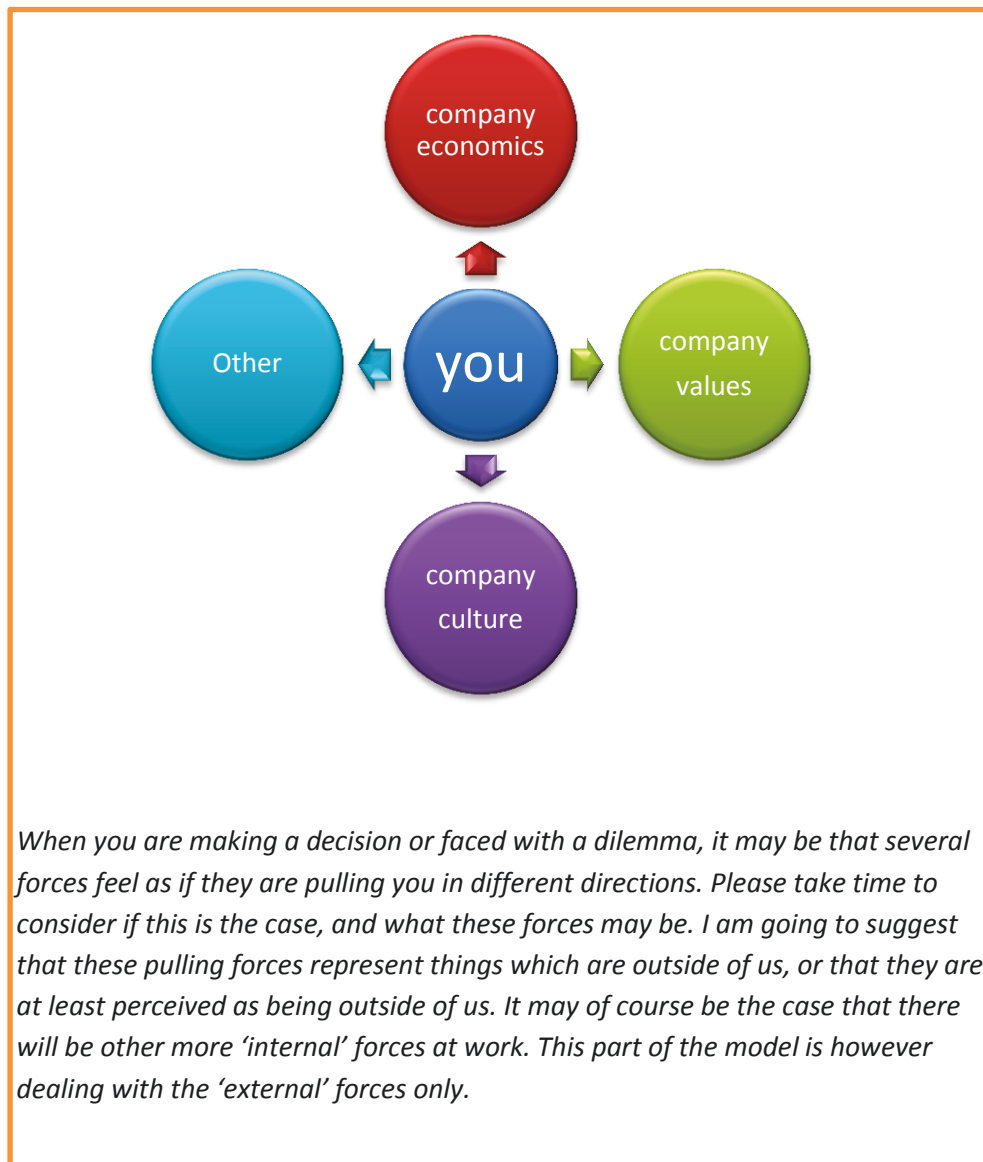 company
economics
Other
you
company
values
company
culture
When you are making a decision or faced with a dilemma, it may be that several
forces feel as if they are pulling you in different directions. Please take time to
consider if this is the case, and what these forces may be. I am going to suggest
that these pulling forces represent things which are outside of us, or that they are
at least perceived as being outside of us. It may of course be the case that there
will be other more ‘internal’ forces at work. This part of the model is however
dealing with the ‘external’ forces only.